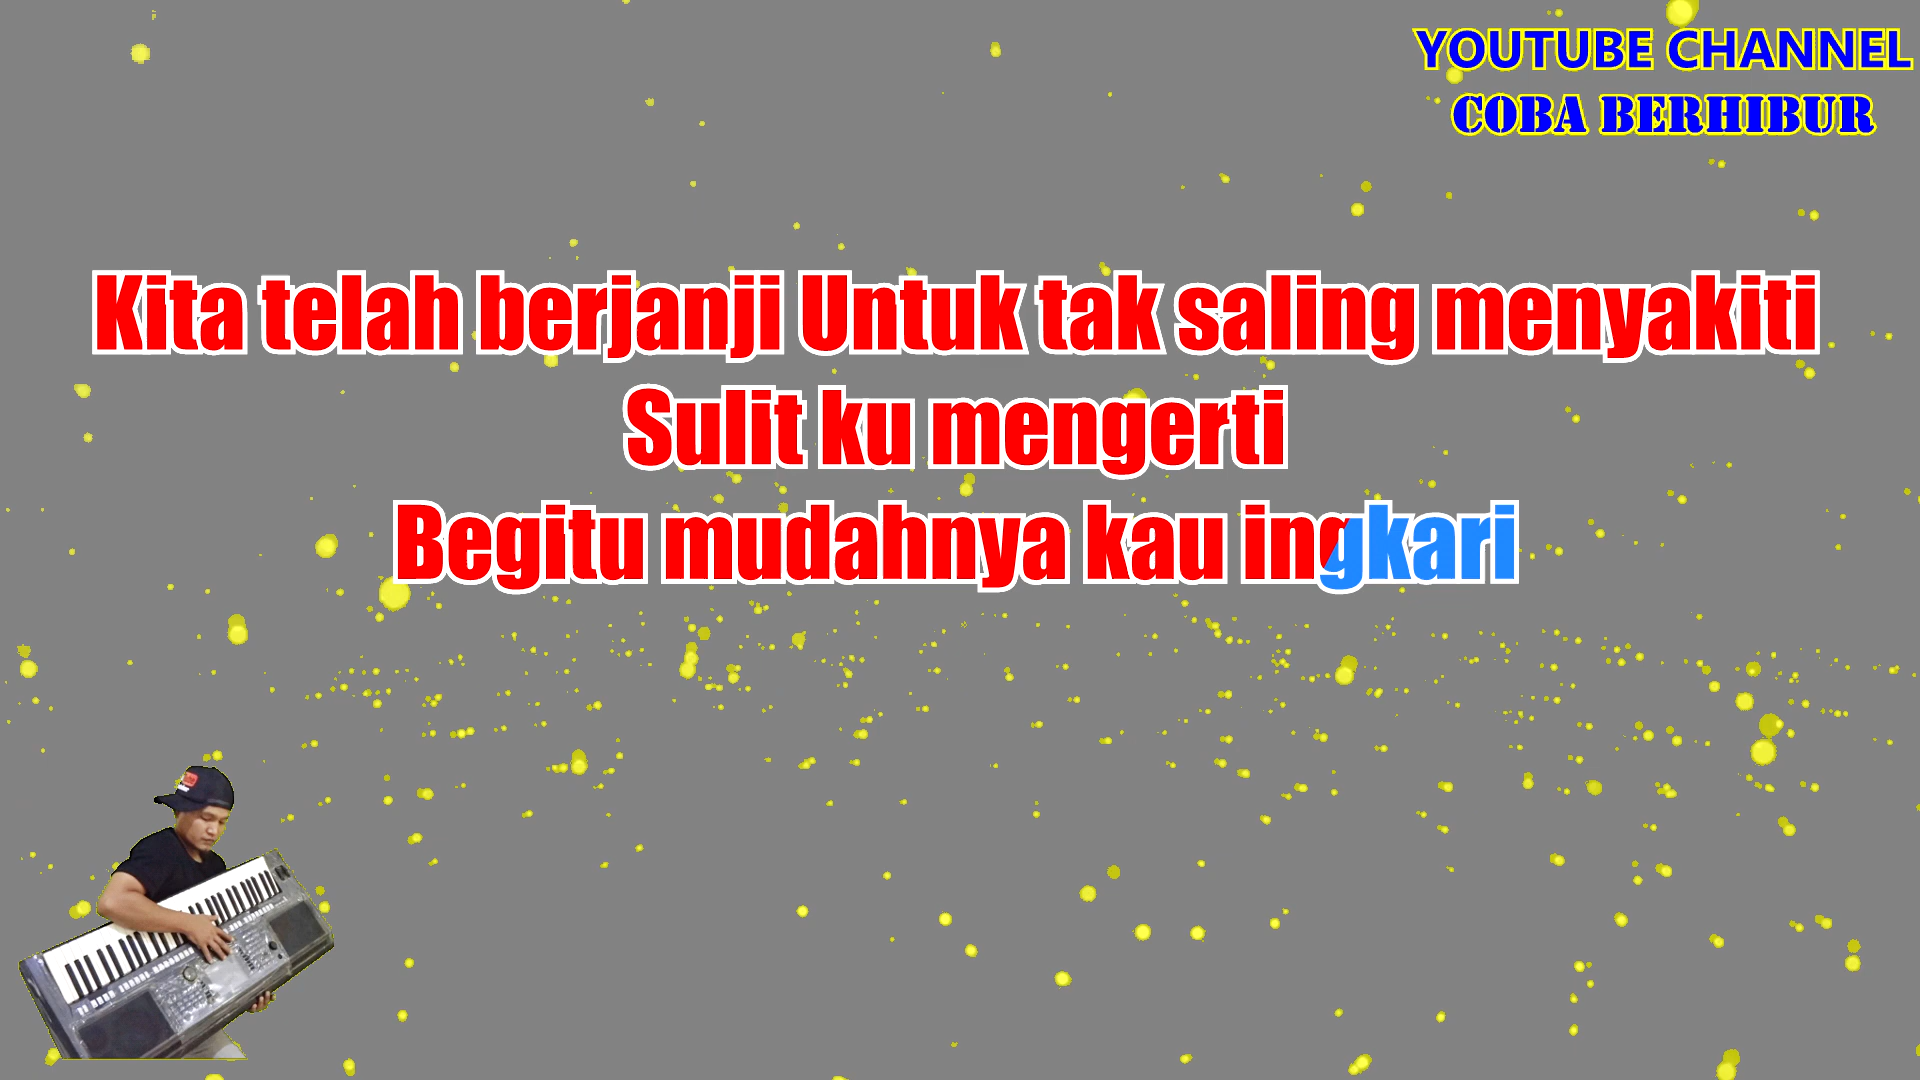 YOUTUBE CHANNEL
COBA BERHIBUR
Kita telah berjanji Untuk tak saling menyakiti
Sulit ku mengerti
Begitu mudahnya kau ingkari